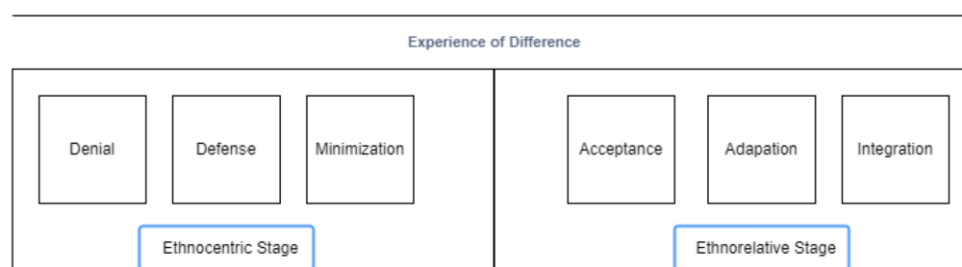 Experience of Difference
Denial
Defense
Minimization
Acceptance
Adapation
Integration
Ethnocentric Stage
Ethnorelative Stage